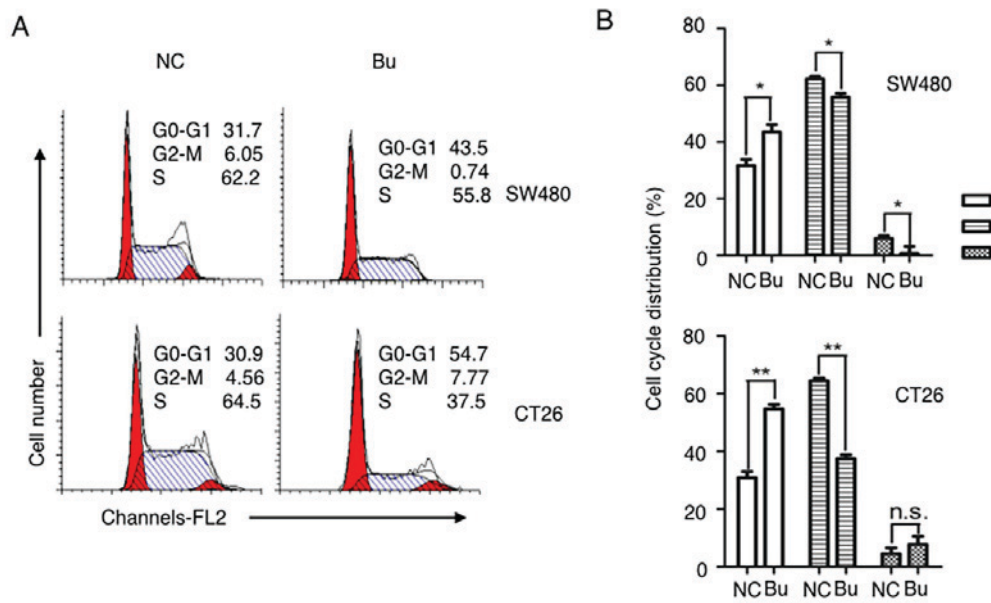 A
NC
Bu
G0-G1 31.7
G2-M 6.05
S 62.2
G0-G1 43.5
G2-M 0.74
S 55.8
SW480
G0-G1 30.9
G2-M 4.56
S 64.5
G0-G1 54.7
G2-M 7.77
S 37.5
CT26
Cell number
Channels-FL2
B
Cell cycle distribution (%)
80
60
40
20
0
*
*
*
SW480
NC Bu NC Bu NC Bu
80
60
40
20
0
**
**
n.s.
CT26
NC Bu NC Bu NC Bu